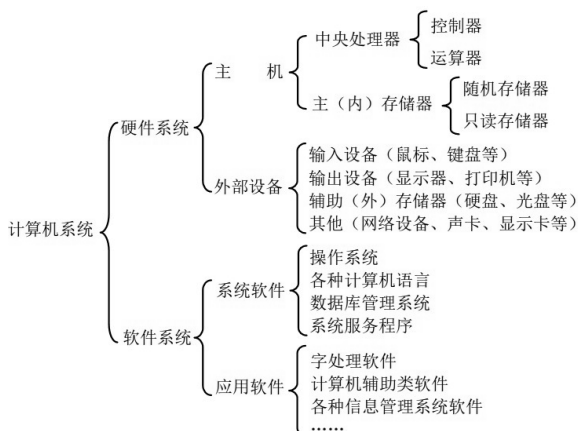 计算机系统
硬件系统
主 机
中央处理器
控制器
运算器
主（内）存储器
随机存储器
只读存储器
外部设备
输入设备（鼠标、键盘等）
输出设备（显示器、打印机等）
辅助（外）存储器（硬盘、光盘等）
其他（网络设备、声卡、显示卡等）
软件系统
系统软件
操作系统
各种计算机语言
数据库管理系统
系统服务程序
应用软件
字处理软件
计算机辅助类软件
各种信息管理系统软件
……